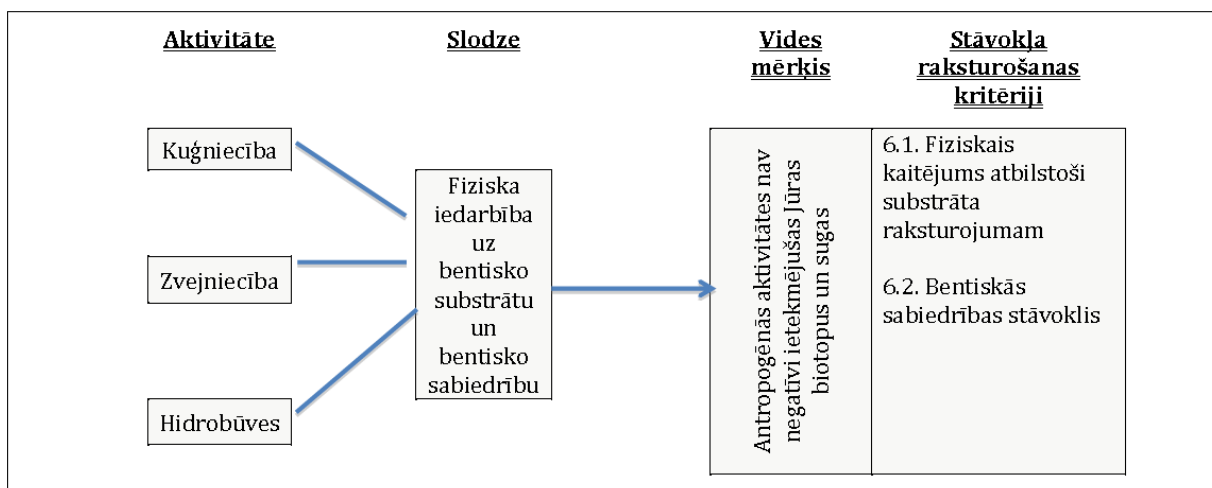 Aktivitāte
Slodze
Vides
mērķis
Stāvokļa
raksturošanas
kritēriji
Kuģniecība
Zvejniecība
Hidrobūves
Fiziska
iedarbība
uz
bentisko
substrātu
un
bentisko
sabiedrību
Antropogēnās aktivitātes nav
negatīvi ietekmējušas Jūras
biotopus un sugas
6.1. Fiziskais
kaitējums atbilstoši
substrāta
raksturojumam
6.2. Bentiskās
sabiedrības stāvoklis